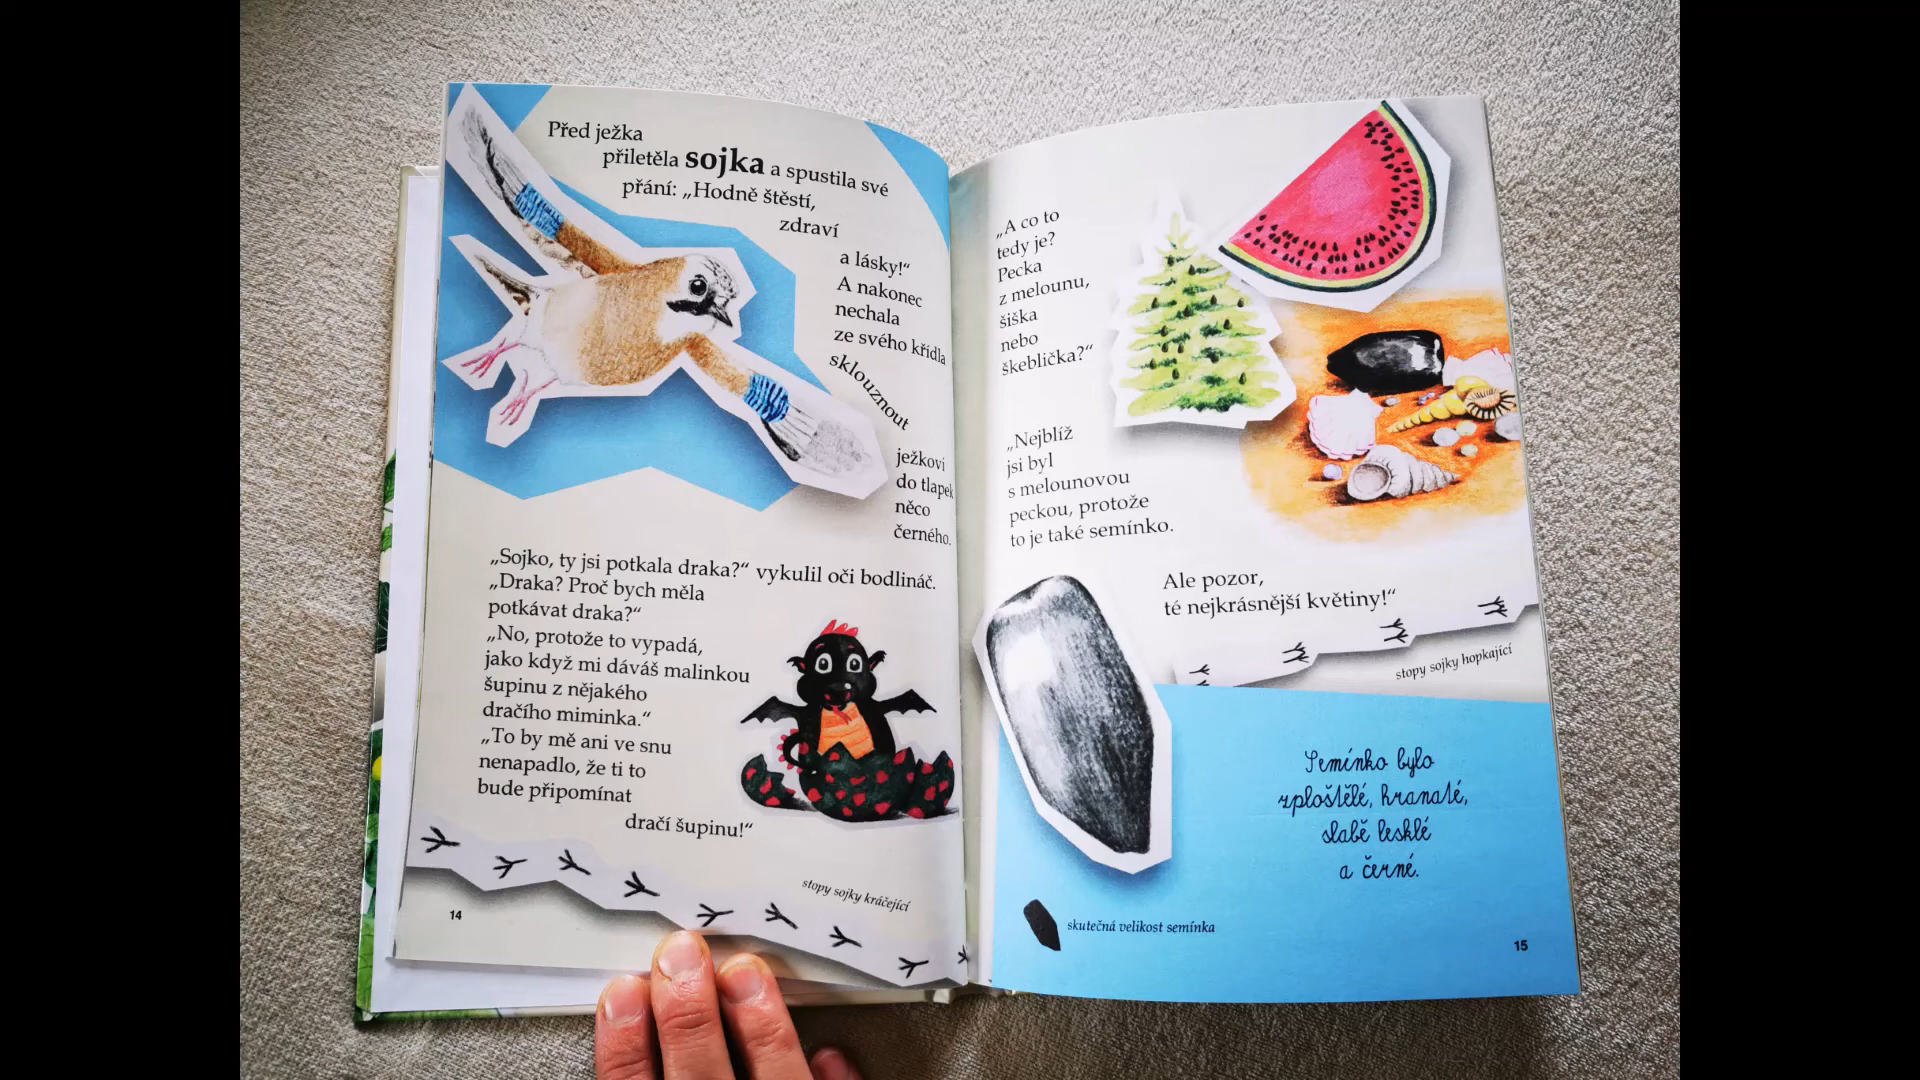 Před ježka
přiletěla sojka a spustila své
přání: „Hodně štěstí,
zdraví
a lásky!“
A nakonec
nechala
ze svého křídla
sklouznout
ježkovi
do tlapek
něco
černého.
„Sojko, ty jsi potkala draka?“ vykulil oči bodlináč.
„Draka? Proč bych měla
potkávat draka?“
„No, protože to vypadá,
jako když mi dáváš malinkou
šupinu z nějakého
dračího miminka.“
„To by mě ani ve snu
nenapadlo, že ti to
bude připomínat
dračí šupinu!“
stopy sojky kráčející
14
„A co to
tedy je?
Pecka
z melounu,
šiška
nebo
škeblička?“
„Nejblíž
jsi byl
s melounovou
peckou, protože
to je také semínko.
Ale pozor,
té nejkrásnější květiny!“
stopy sojky hopkající
Semínko bylo
zploštělé, hranaté,
slabě lesklé
a černé.
skutečná velikost semínka
15